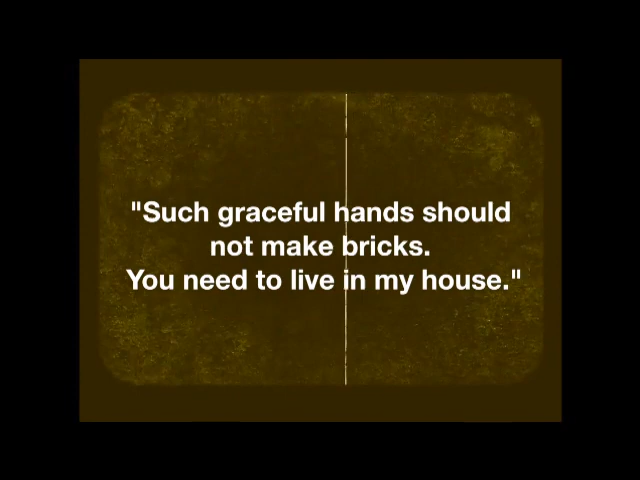 "Such graceful hands should
not make bricks.
You need to live in my house."